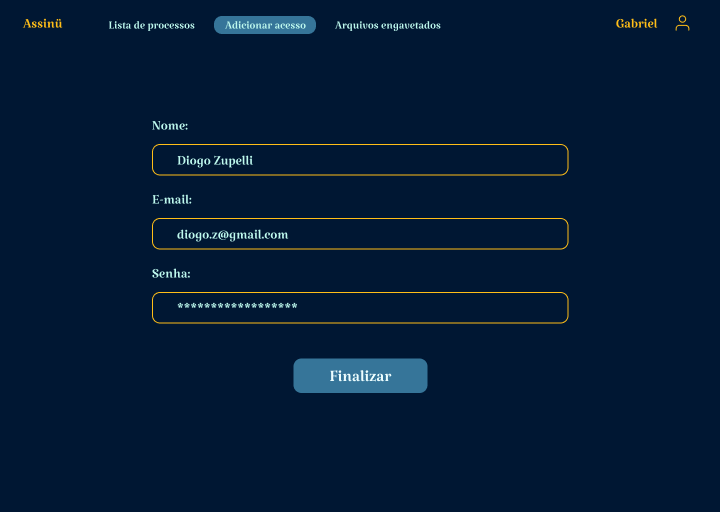 Assinü
Lista de processos
Adicionar acesso
Arquivos engavetados
Gabriel
Nome:
Diogo Zupelli
E-mail:
diogo.z@gmail.com
Senha:
******************
Finalizar